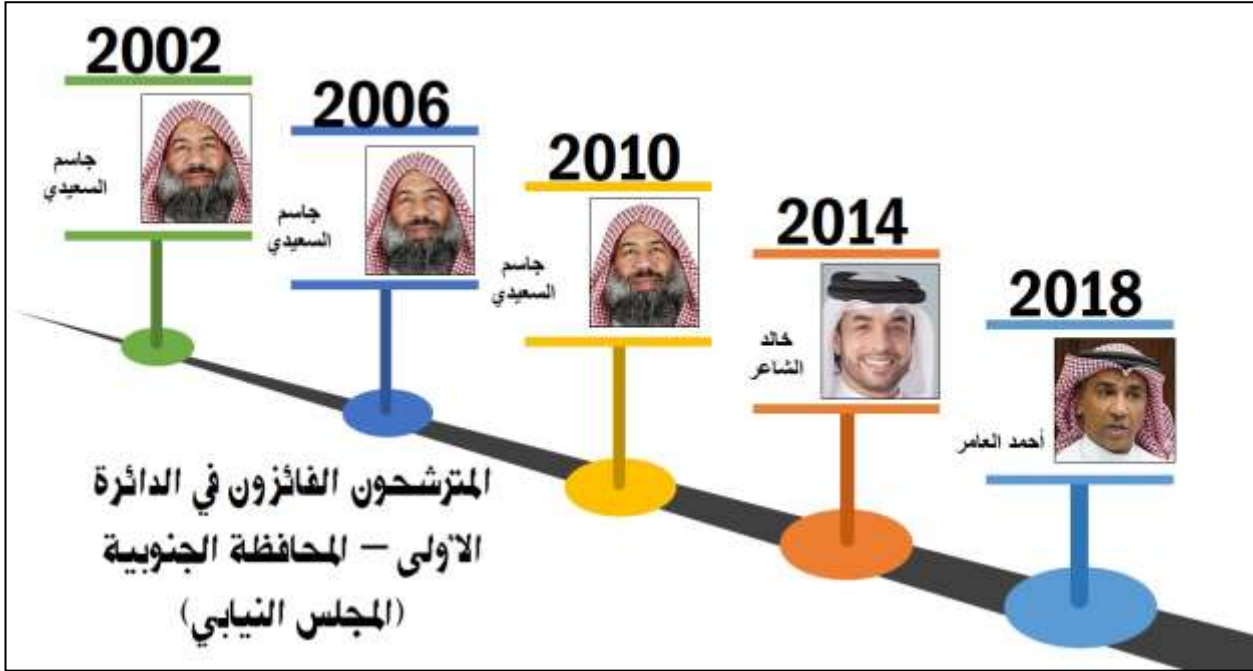 2002
جاسم
السعيدي
2006
جاسم
السعيدي
2010
جاسم
السعيدي
2014
خالد
الشاعر
2018
أحمد العامر
المترشحون الفائزون في الدائرة
الأولى – المحافظة الجنوبية
(المجلس النيابي)